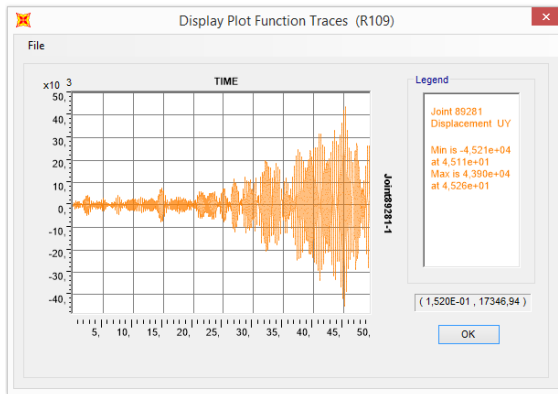 Display Plot Function Traces (R109)
File
TIME
x10 3
50,
40,
30,
20,
10,
0,
-10,
-20,
-30,
-40,
5, 10, 15, 20, 25, 30, 35, 40, 45, 50,
Joint89281-1
Legend
Joint 89281
Displacement UY
Min is -4,521e+04
at 4,511e+01
Max is 4,390e+04
at 4,526e+01
( 1,520E-01 , 17346,94 )
OK